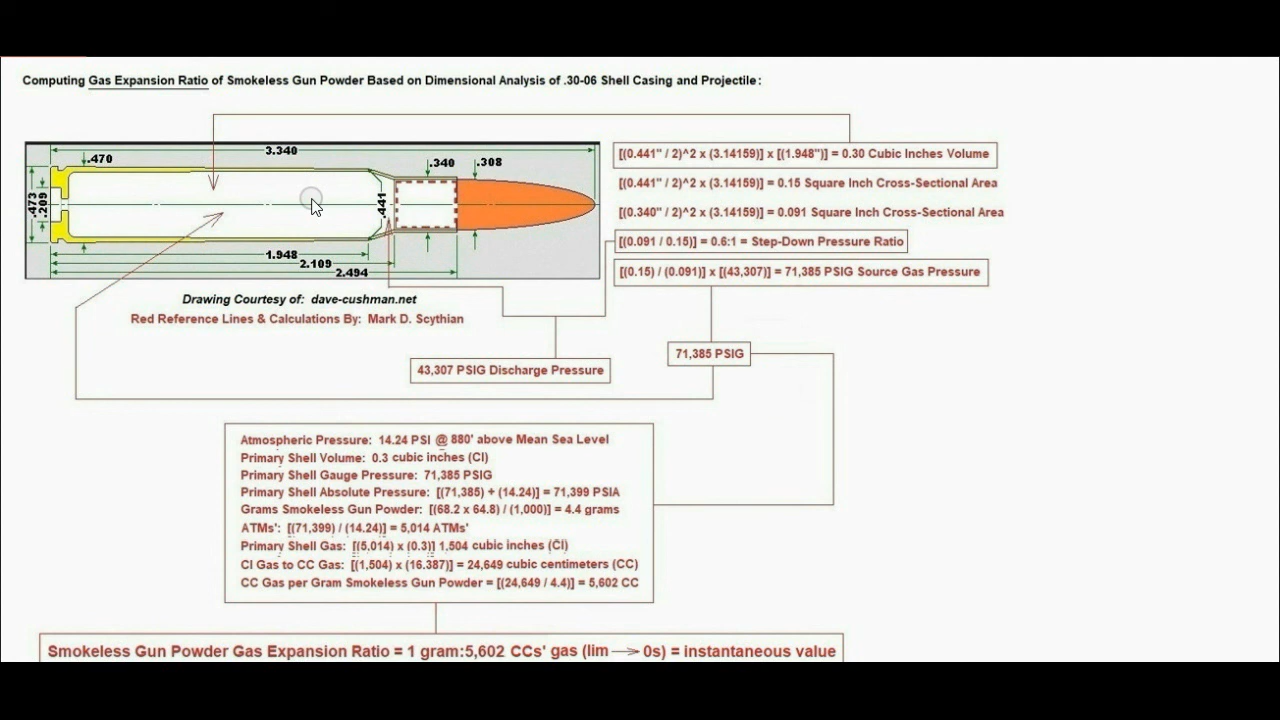 Computing Gas Expansion Ratio of Smokeless Gun Powder Based on Dimensional Analysis of .30-06 Shell Casing and Projectile:
3.340
.470
.340
.308
.473
.209
.441
1.948
2.109
2.494
[(0.441" / 2)^2 x (3.14159)] x [(1.948")] = 0.30 Cubic Inches Volume
[(0.441" / 2)^2 x (3.14159)] = 0.15 Square Inch Cross-Sectional Area
[(0.340" / 2)^2 x (3.14159)] = 0.091 Square Inch Cross-Sectional Area
[(0.091 / 0.15)] = 0.6:1 = Step-Down Pressure Ratio
[(0.15) / (0.091)] x [(43,307)] = 71,385 PSIG Source Gas Pressure
Drawing Courtesy of: dave-cushman.net
Red Reference Lines & Calculations By: Mark D. Scythian
71,385 PSIG
43,307 PSIG Discharge Pressure
Atmospheric Pressure: 14.24 PSI @ 880' above Mean Sea Level
Primary Shell Volume: 0.3 cubic inches (CI)
Primary Shell Gauge Pressure: 71,385 PSIG
Primary Shell Absolute Pressure: [(71,385) + (14.24)] = 71,399 PSIA
Grams Smokeless Gun Powder: [(68.2 x 64.8) / (1,000)] = 4.4 grams
ATMs': [(71,399) / (14.24)] = 5,014 ATMs'
Primary Shell Gas: [(5,014) x (0.3)] 1,504 cubic inches (CI)
CI Gas to CC Gas: [(1,504) x (16.387)] = 24,649 cubic centimeters (CC)
CC Gas per Gram Smokeless Gun Powder = [(24,649 / 4.4)] = 5,602 CC
Smokeless Gun Powder Gas Expansion Ratio = 1 gram:5,602 CCs' gas (lim → 0s) = instantaneous value